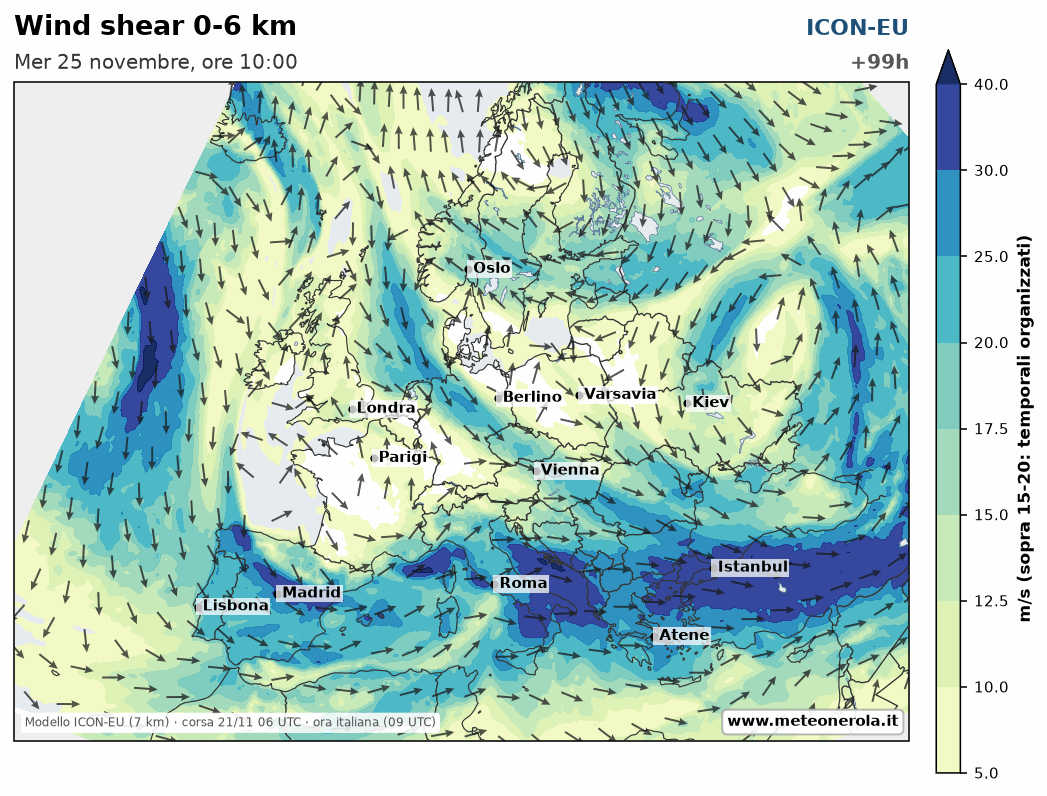 Wind shear 0-6 km
ICON-EU
Mer 25 novembre, ore 10:00
+99h
40.0
30.0
25.0
20.0
17.5
15.0
12.5
10.0
5.0
m/s (sopra 15-20: temporali organizzati)
Oslo
Berlino
Varsavia
Londra
Kiev
Parigi
Vienna
Istanbul
Roma
Madrid
Lisbona
Atene
Modello ICON-EU (7 km) · corsa 21/11 06 UTC · ora italiana (09 UTC)
www.meteonerola.it